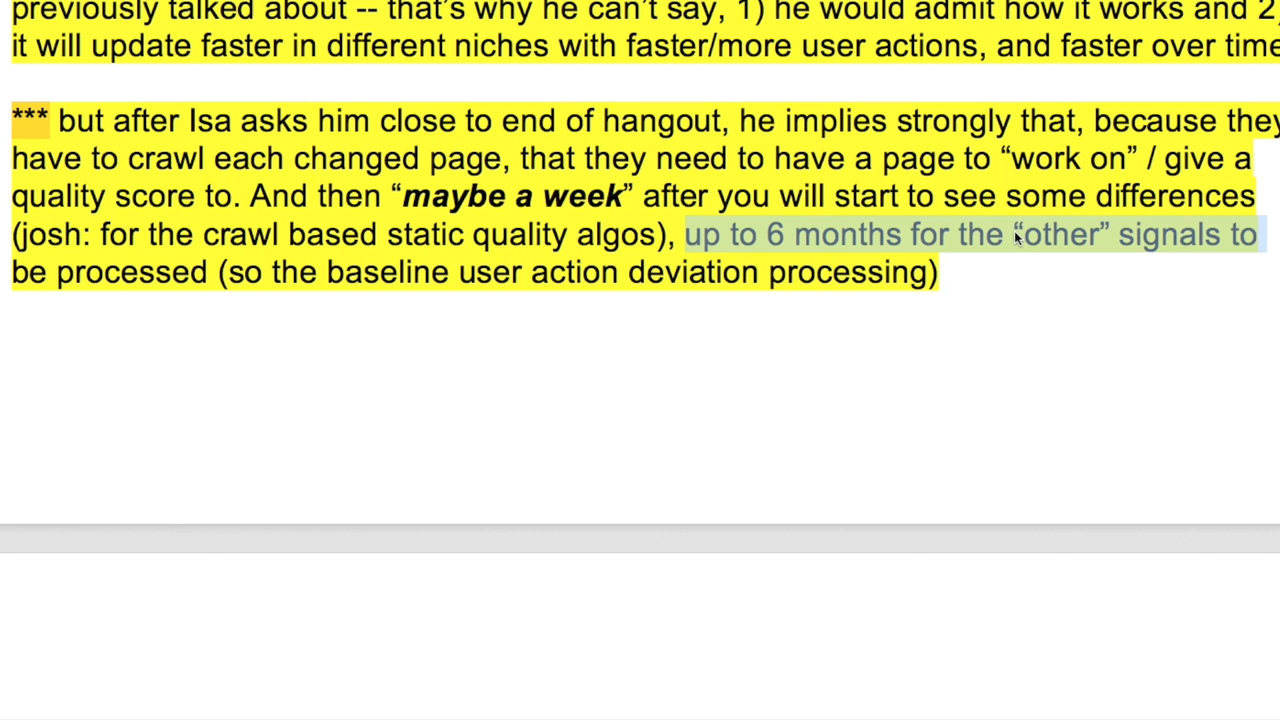 previously talked about -- that’s why he can’t say, 1) he would admit how it works and 2
it will update faster in different niches with faster/more user actions, and faster over time
*** but after Isa asks him close to end of hangout, he implies strongly that, because they
have to crawl each changed page, that they need to have a page to “work on” / give a
quality score to. And then “maybe a week” after you will start to see some differences
(josh: for the crawl based static quality algos), up to 6 months for the “other” signals to
be processed (so the baseline user action deviation processing)